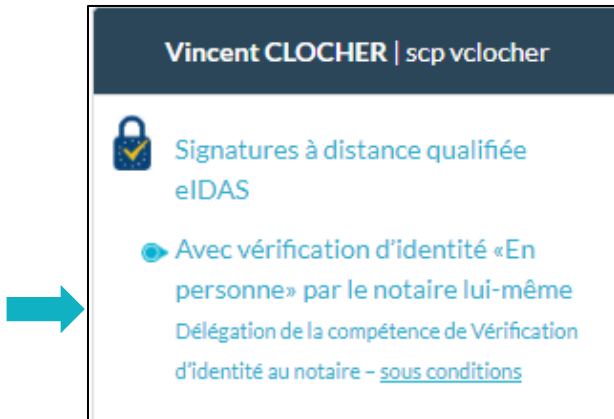 Vincent CLOCHER | scp vclocher
Signatures à distance qualifiée
eIDAS
Avec vérification d'identité «En
personne» par le notaire lui-même
Délégation de la compétence de Vérification
d'identité au notaire – sous conditions